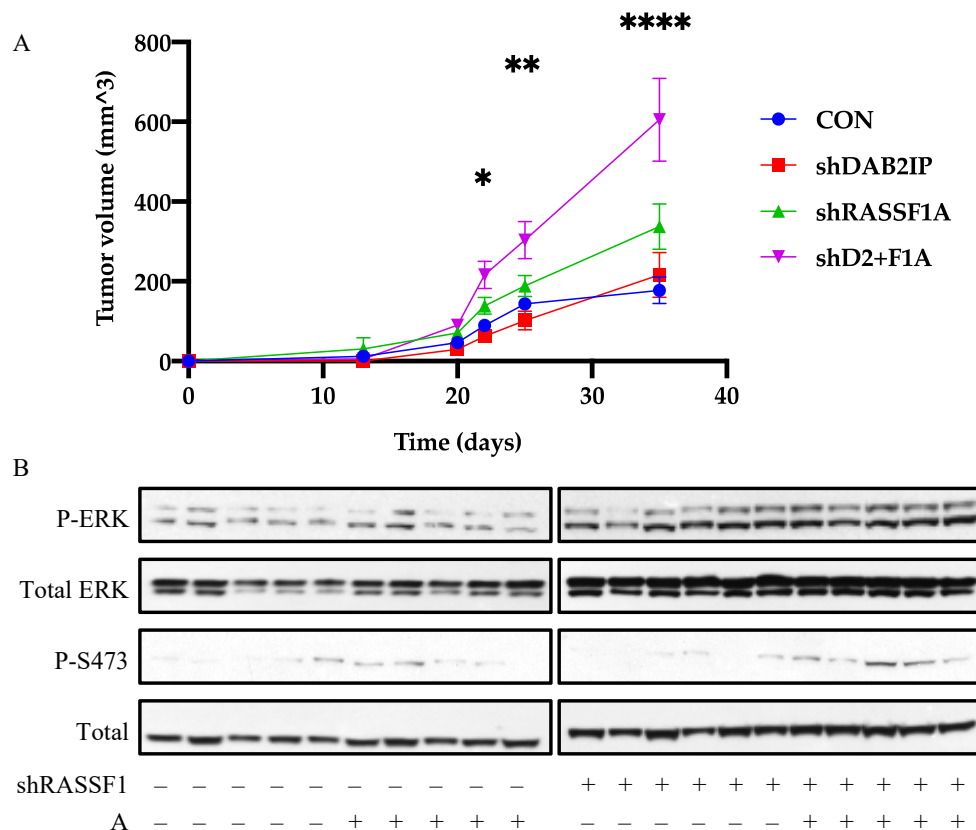 A
****
**
*
800
600
400
200
0
Tumor volume (mm^3)
0 10 20 30 40
Time (days)
CON
shDAB2IP
shRASSF1A
shD2+F1A
B
P-ERK
Total ERK
P-S473
Total
shRASSF1 – – – – – – – – – – + + + + + + + + + + +
A – – – – – + + + + + – – – – – – + + + + +